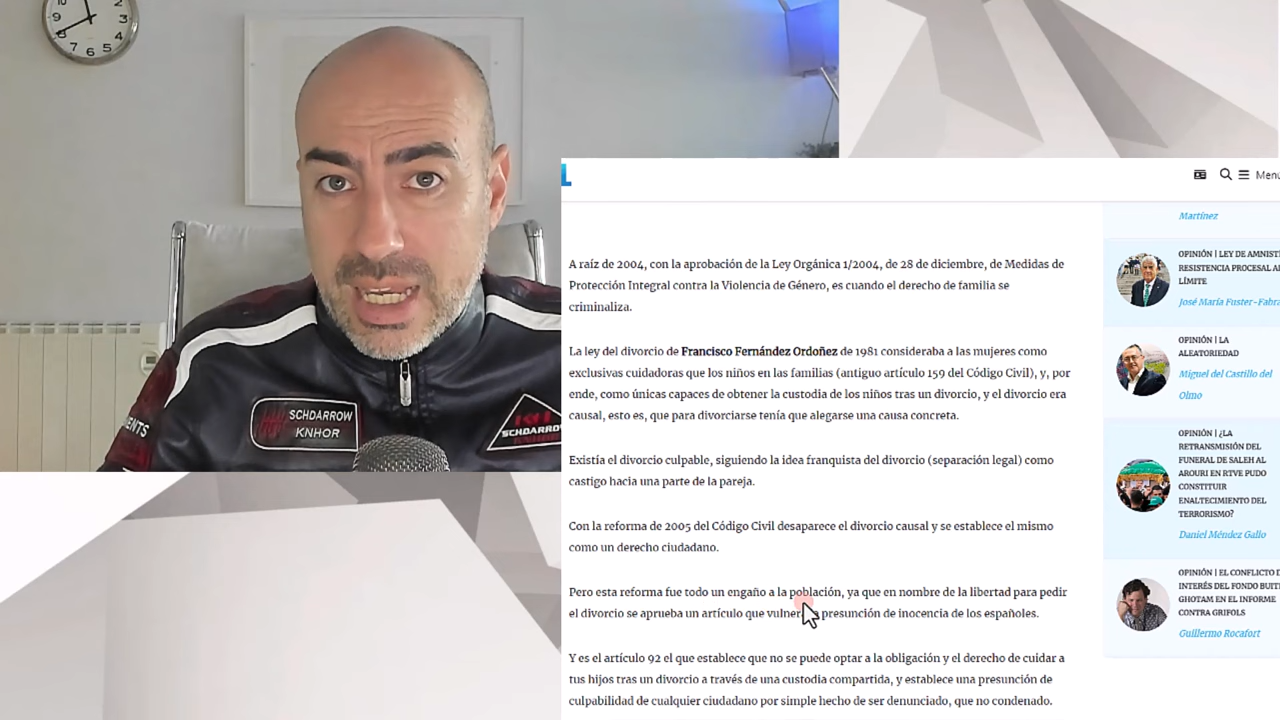 9
3
8
4
7
6
5
SCHDARROW
KNHOR
SCHDARROW
ENTS
L
Menú
A raíz de 2004, con la aprobación de la Ley Orgánica 1/2004, de 28 de diciembre, de Medidas de
Protección Integral contra la Violencia de Género, es cuando el derecho de familia se
criminaliza.
La ley del divorcio de Francisco Fernández Ordoñez de 1981 consideraba a las mujeres como
exclusivas cuidadoras que los niños en las familias (antiguo artículo 159 del Código Civil), y, por
ende, como únicas capaces de obtener la custodia de los niños tras un divorcio, y el divorcio era
causal, esto es, que para divorciarse tenía que alegarse una causa concreta.
Existía el divorcio culpable, siguiendo la idea franquista del divorcio (separación legal) como
castigo hacia una parte de la pareja.
Con la reforma de 2005 del Código Civil desaparece el divorcio causal y se establece el mismo
como un derecho ciudadano.
Pero esta reforma fue todo un engaño a la población, ya que en nombre de la libertad para pedir
el divorcio se aprueba un artículo que vulner presunción de inocencia de los españoles.
Y es el artículo 92 el que establece que no se puede optar a la obligación y el derecho de cuidar a
tus hijos tras un divorcio a través de una custodia compartida, y establece una presunción de
culpabilidad de cualquier ciudadano por simple hecho de ser denunciado, que no condenado.
Martínez
OPINIÓN | LEY DE AMNISTÍ
RESISTENCIA PROCESAL AL
LÍMITE
José María Fuster-Fabra
OPINIÓN | LA
ALEATORIEDAD
Miguel del Castillo del
Olmo
OPINIÓN | ¿LA
RETRANSMISIÓN DEL
FUNERAL DE SALEH AL
AROURI EN RTVE PUDO
CONSTITUIR
ENALTECIMIENTO DEL
TERRORISMO?
Daniel Méndez Gallo
OPINIÓN | EL CONFLICTO D
INTERÉS DEL FONDO BUIT
GHOTAM EN EL INFORME
CONTRA GRIFOLS
Guillermo Rocafort